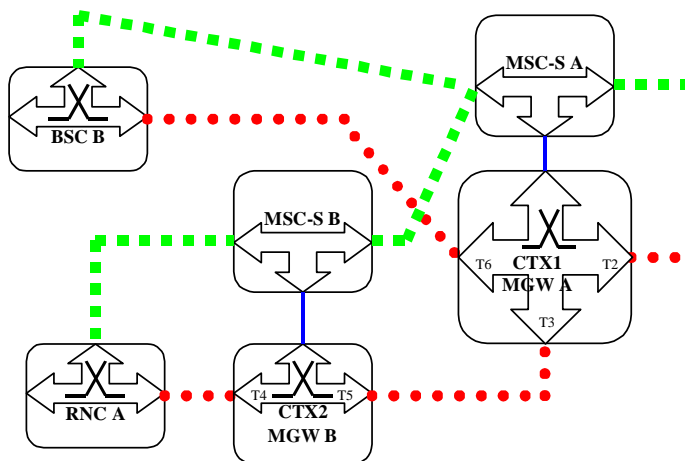 MSC-S A
BSC B
MSC-S B
T6
CTX1
T2
MGW A
T3
T4
T5
CTX2
RNC A
MGW B